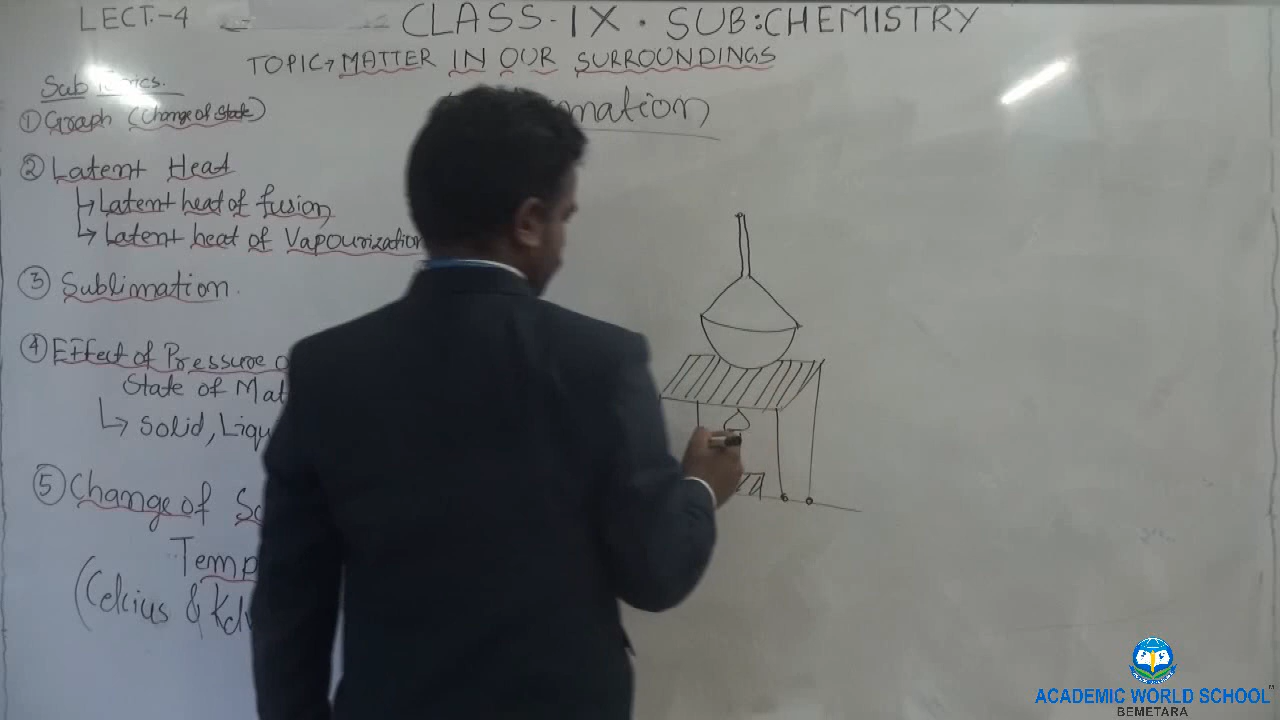 LECT:-4
CLASS-IX · SUB:CHEMISTRY
TOPIC→ MATTER IN OUR SURROUNDINGS
Sub
① Graph (Change of State)
② Latent Heat
↳ Latent heat of fusion
↳ Latent heat of Vapourization
③ Sublimation.
④ Effect of Pressure
State of
↳ Solid,
⑤ Change of
(Celcius &
mation
ACADEMIC WORLD SCHOOL
BEMETARA